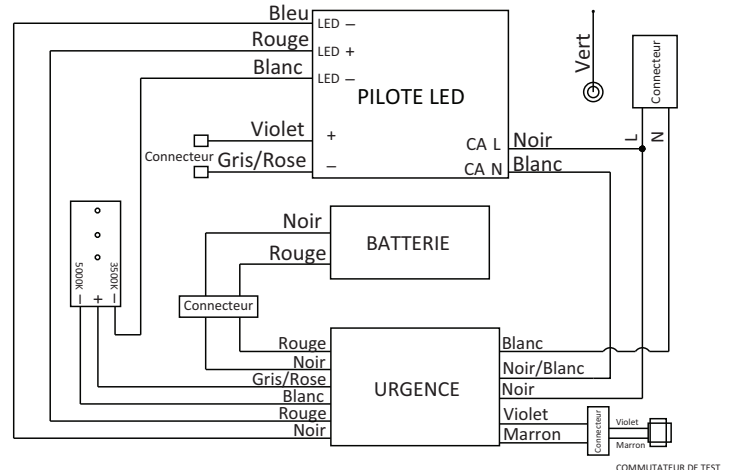 Bleu
LED –
Rouge
LED +
Blanc
LED –
PILOTE LED
Violet
+
Connecteur
Gris/Rose
–
CA L
Noir
CA N
Blanc
Vert
Connecteur
L
N
5000K –
+
3500K –
Noir
Rouge
BATTERIE
Connecteur
Rouge
Noir
Gris/Rose
Blanc
Rouge
Noir
URGENCE
Blanc
Noir/Blanc
Noir
Violet
Marron
Connecteur
Violet
Marron
COMMUTATEUR DE TEST